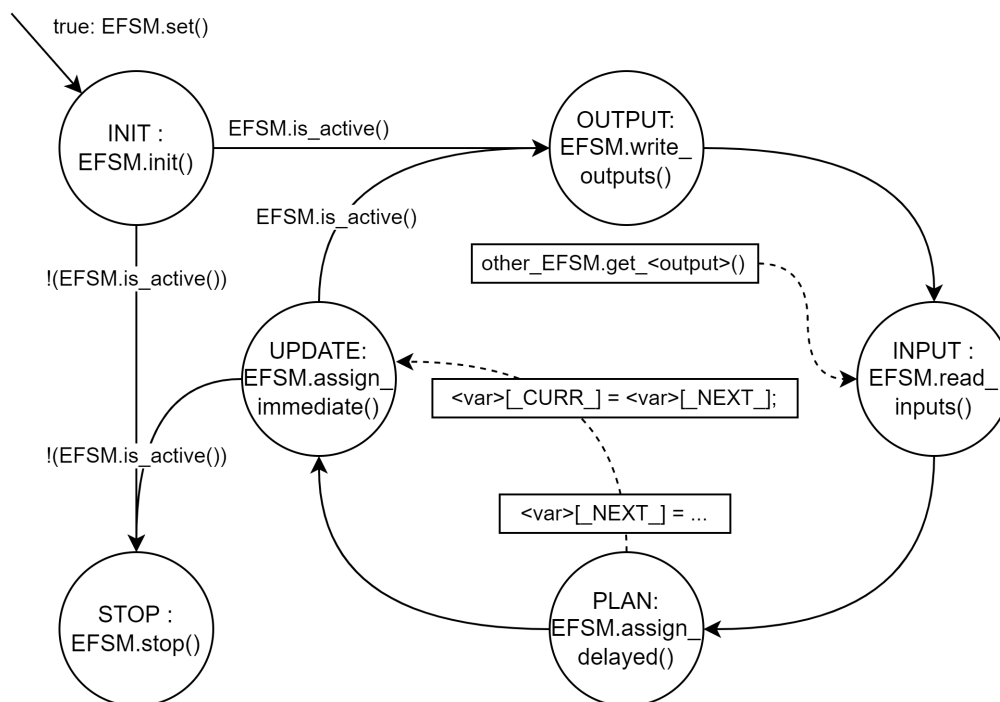 true: EFSM.set()
INIT :
EFSM.init()
EFSM.is_active()
OUTPUT:
EFSM.write_
outputs()
EFSM.is_active()
!(EFSM.is_active())
other_EFSM.get_<output>()
UPDATE:
EFSM.assign_
immediate()
INPUT :
EFSM.read_
inputs()
<var>[_CURR_] = <var>[_NEXT_];
!(EFSM.is_active())
<var>[_NEXT_] = ...
STOP :
EFSM.stop()
PLAN:
EFSM.assign_
delayed()